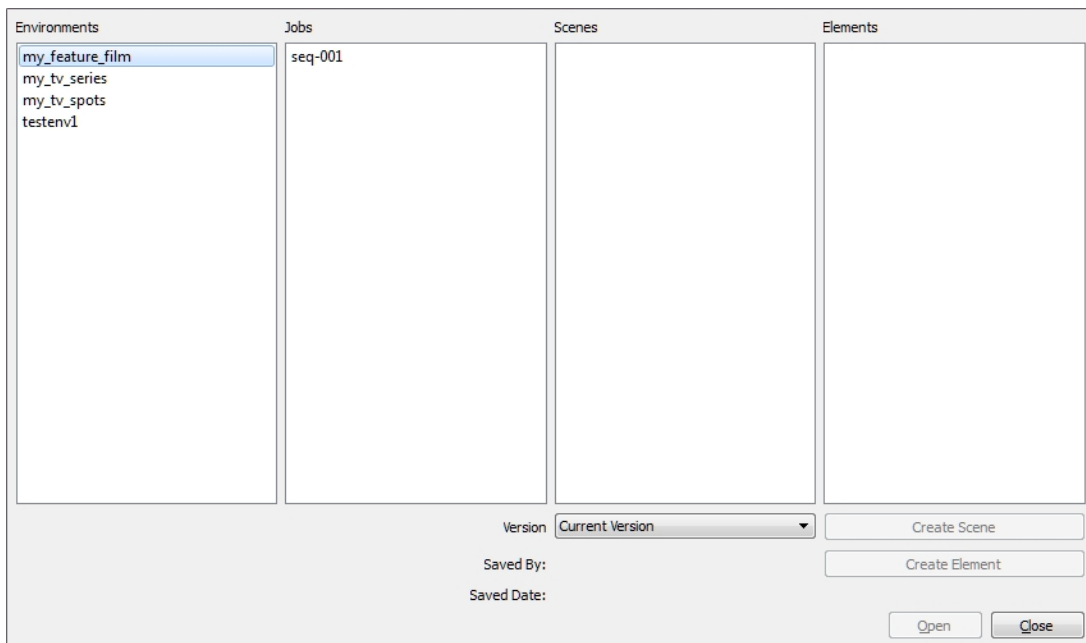 Environments Jobs Scenes Elements
my_feature_film seq-001
my_tv_series
my_tv_spots
testenv1
Version Current Version Create Scene
Saved By: Create Element
Saved Date:
Open Close